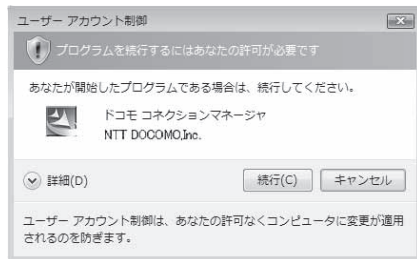 ユーザー アカウント制御
プログラムを続行するにはあなたの許可が必要です
あなたが開始したプログラムである場合は、続行してください。
ドコモ コネクションマネージャ
NTT DOCOMO,Inc.
詳細(D)
続行(C)
キャンセル
ユーザー アカウント制御は、あなたの許可なくコンピュータに変更が適用
されるのを防ぎます。